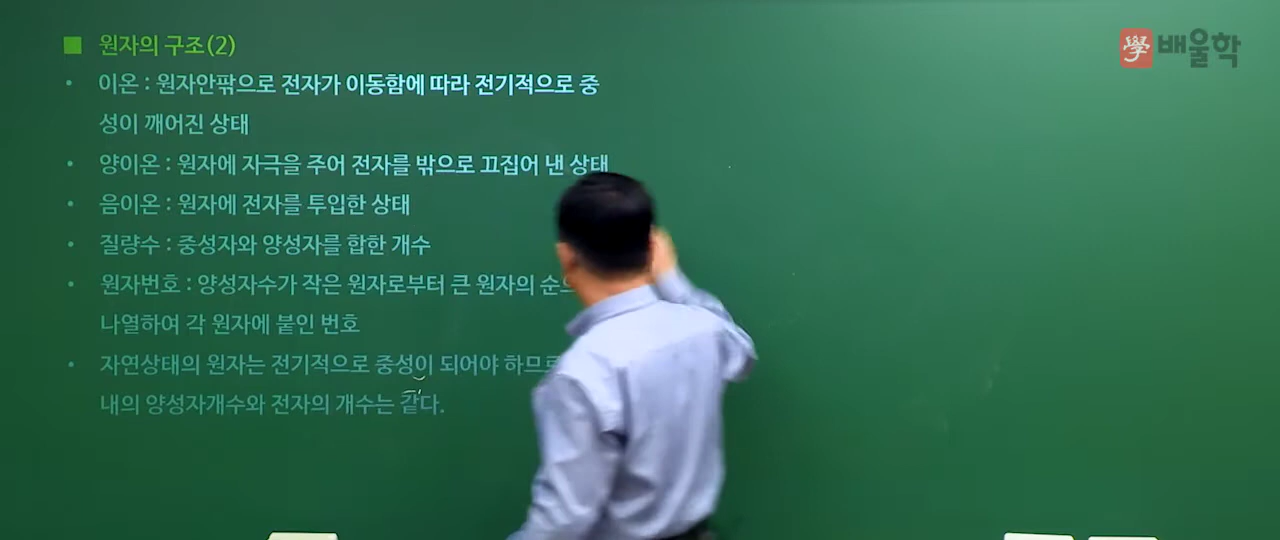 ■ 원자의 구조(2)
學 배울학
• 이온 : 원자안팎으로 전자가 이동함에 따라 전기적으로 중
성이 깨어진 상태
• 양이온 : 원자에 자극을 주어 전자를 밖으로 끄집어 낸 상태
• 음이온 : 원자에 전자를 투입한 상태
• 질량수 : 중성자와 양성자를 합한 개수
• 원자번호 : 양성자수가 작은 원자로부터 큰 원자의
나열하여 각 원자에 붙인 번호
• 자연상태의 원자는 전기적으로 중성이 되어야
내의 양성자개수와 전자의 개수는 같다.